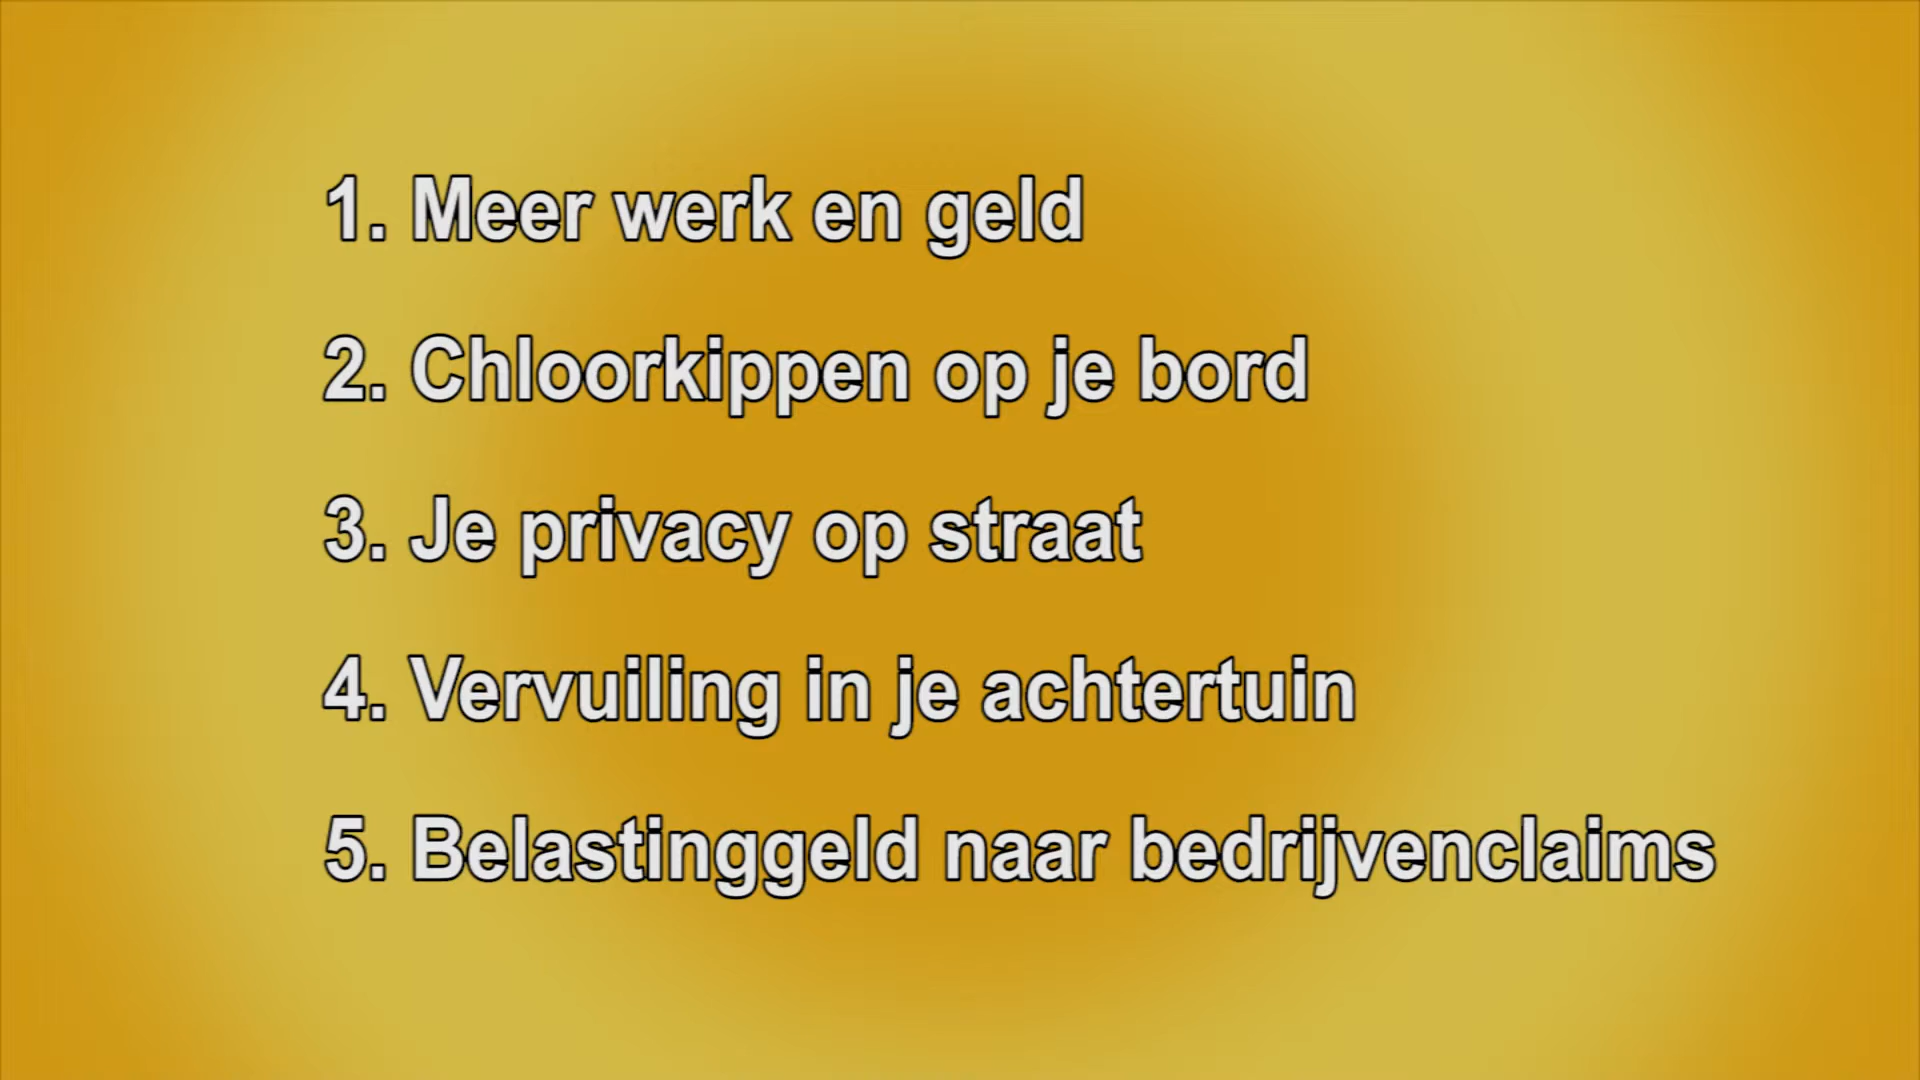 1. Meer werk en geld
2. Chloorkippen op je bord
3. Je privacy op straat
4. Vervuiling in je achtertuin
5. Belastinggeld naar bedrijvenclaims